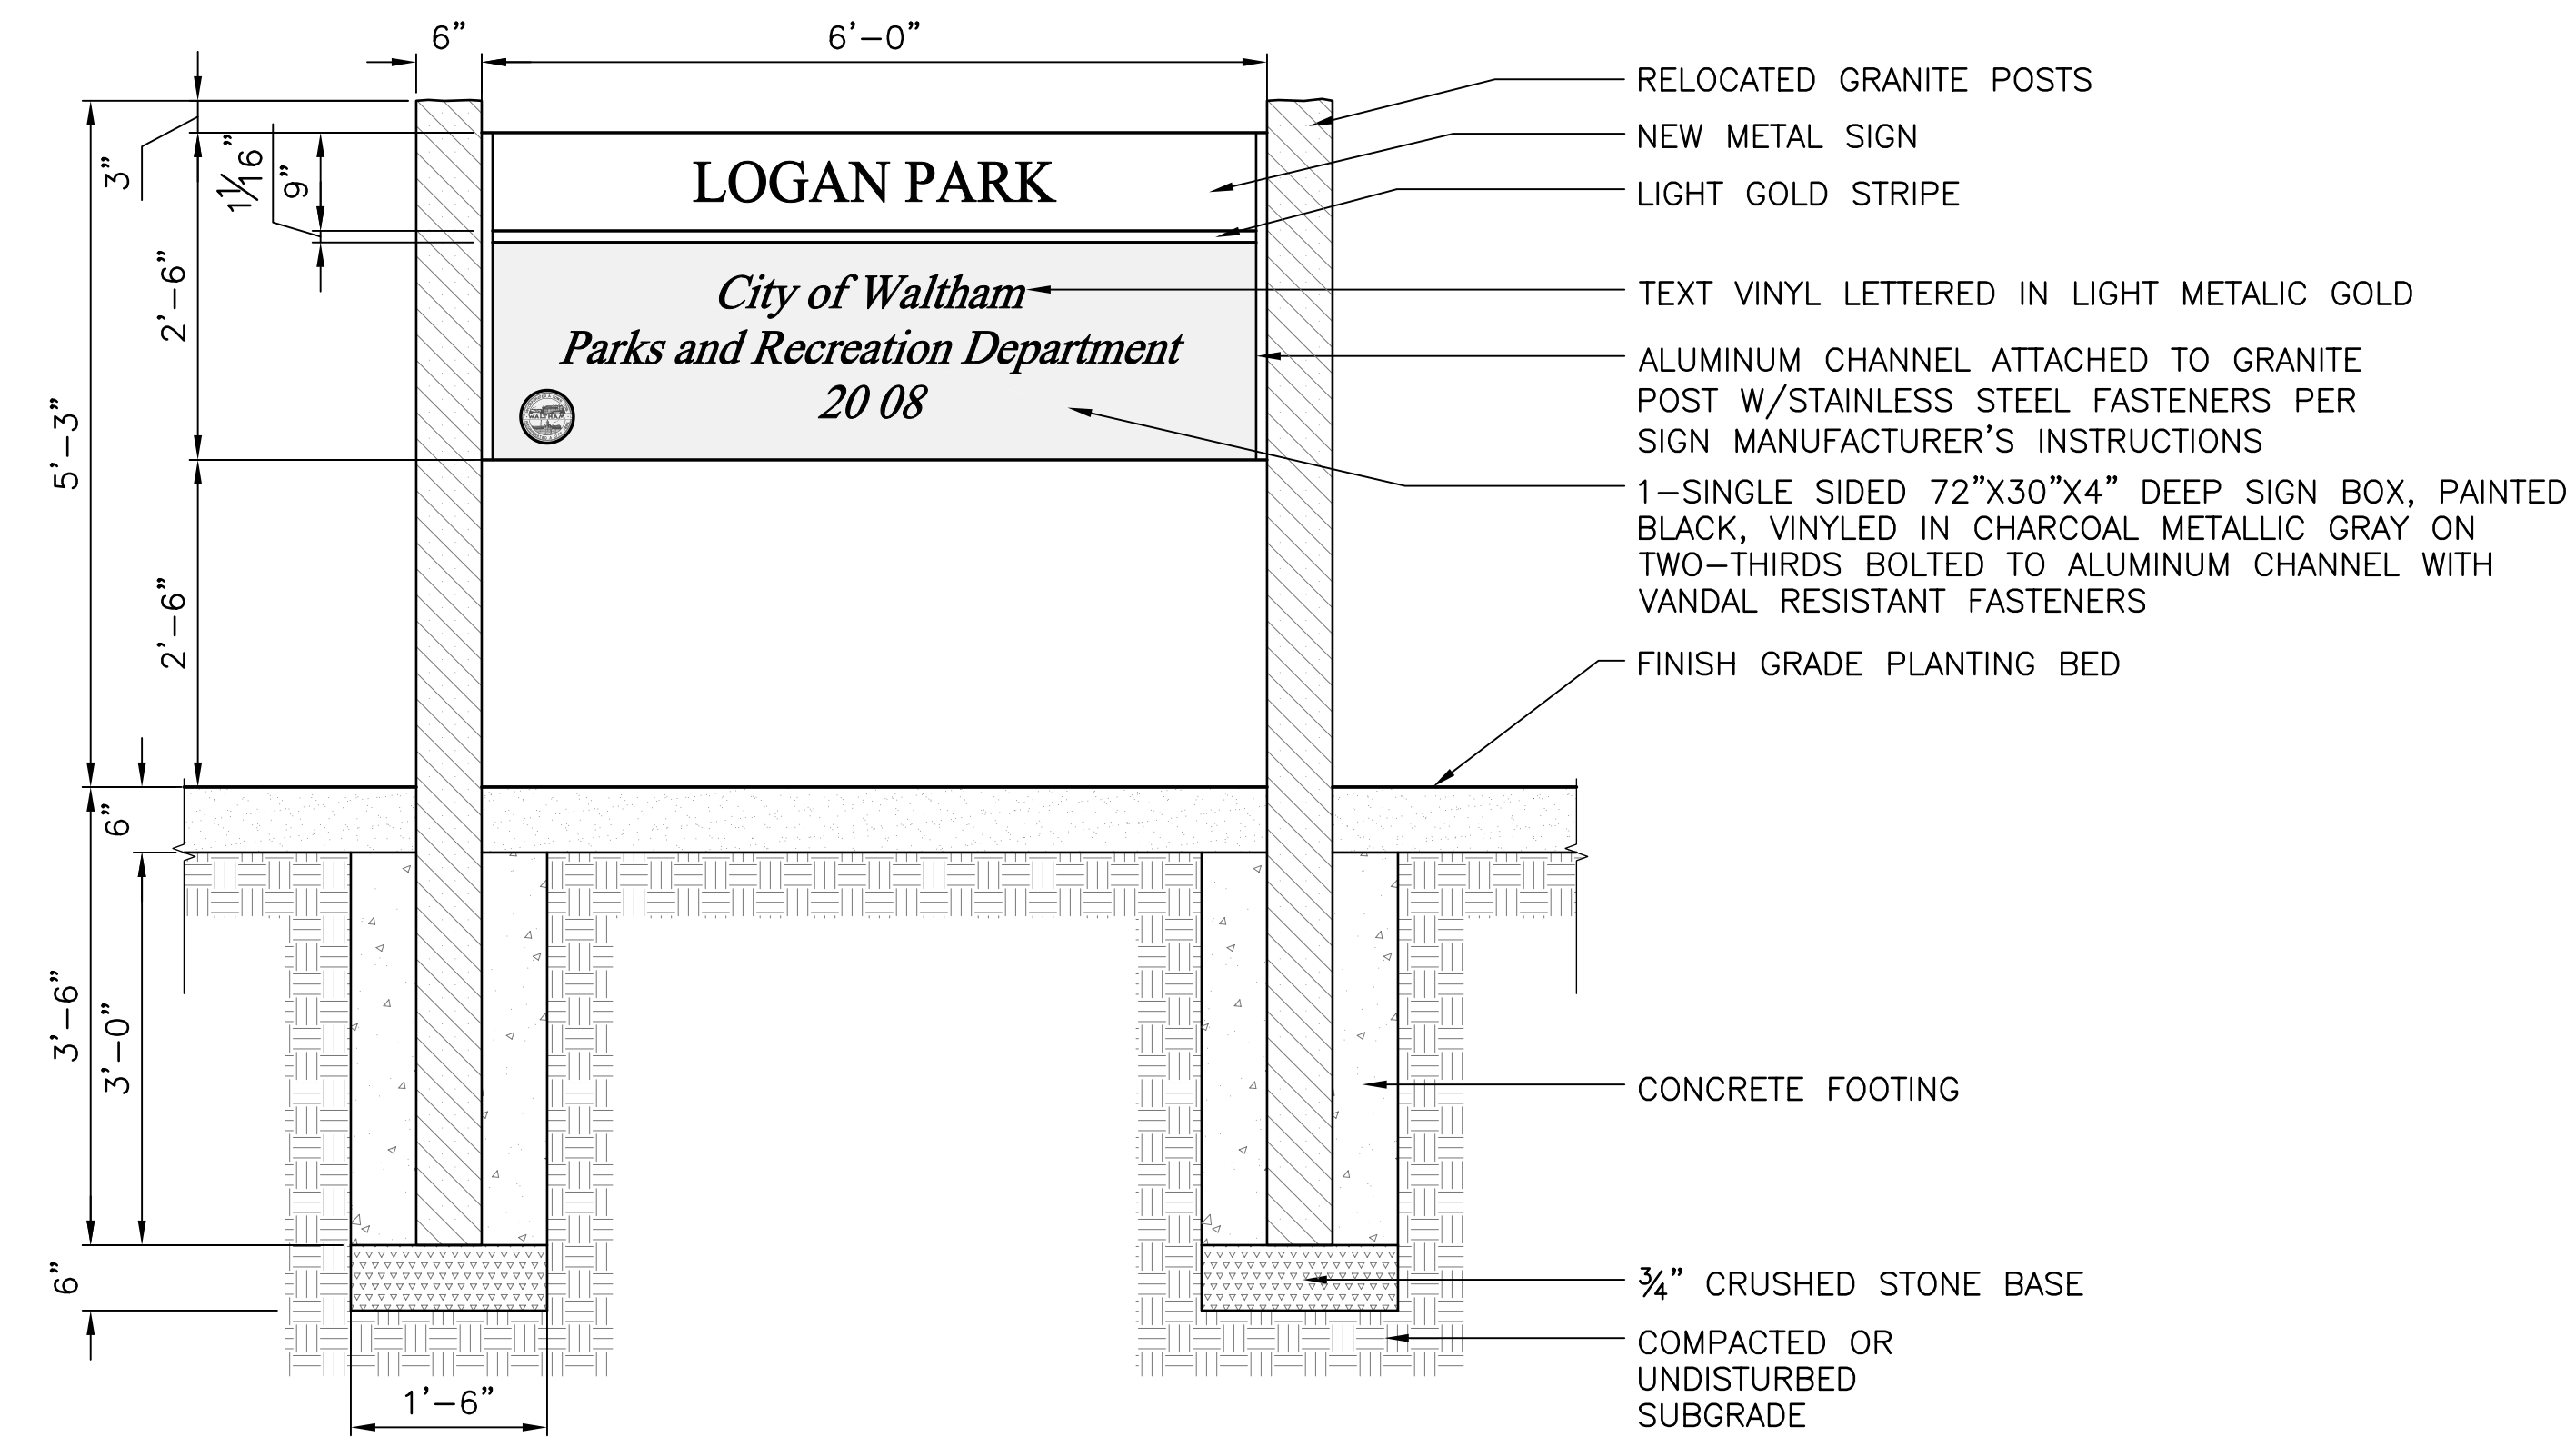 6"
6'-0"
3"
1 1/16"
9"
2'-6"
5'-3"
2'-6"
6"
3'-6"
3'-0"
6"
1'-6"
LOGAN PARK
City of Waltham
Parks and Recreation Department
20 08
WALTHAM
RELOCATED GRANITE POSTS
NEW METAL SIGN
LIGHT GOLD STRIPE
TEXT VINYL LETTERED IN LIGHT METALIC GOLD
ALUMINUM CHANNEL ATTACHED TO GRANITE
POST W/STAINLESS STEEL FASTENERS PER
SIGN MANUFACTURER'S INSTRUCTIONS
1-SINGLE SIDED 72"X30"X4" DEEP SIGN BOX, PAINTED
BLACK, VINYLED IN CHARCOAL METALLIC GRAY ON
TWO-THIRDS BOLTED TO ALUMINUM CHANNEL WITH
VANDAL RESISTANT FASTENERS
FINISH GRADE PLANTING BED
CONCRETE FOOTING
3/4" CRUSHED STONE BASE
COMPACTED OR
UNDISTURBED
SUBGRADE